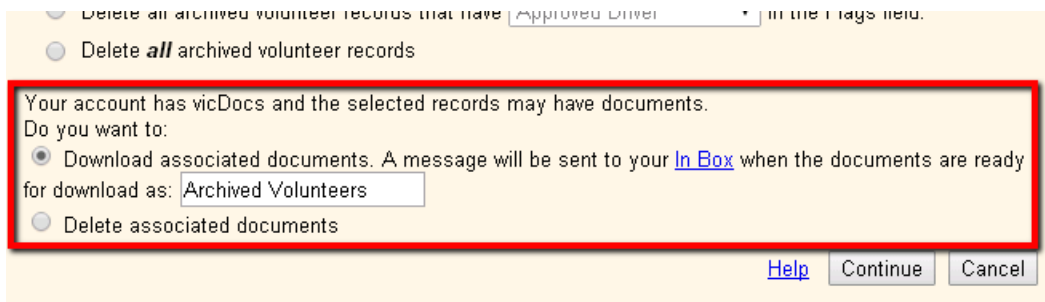 Delete all archived volunteer records that have Approved Driver in the Flags field.
Delete all archived volunteer records
Your account has vicDocs and the selected records may have documents.
Do you want to:
Download associated documents. A message will be sent to your In Box when the documents are ready
for download as: Archived Volunteers
Delete associated documents
Help Continue Cancel